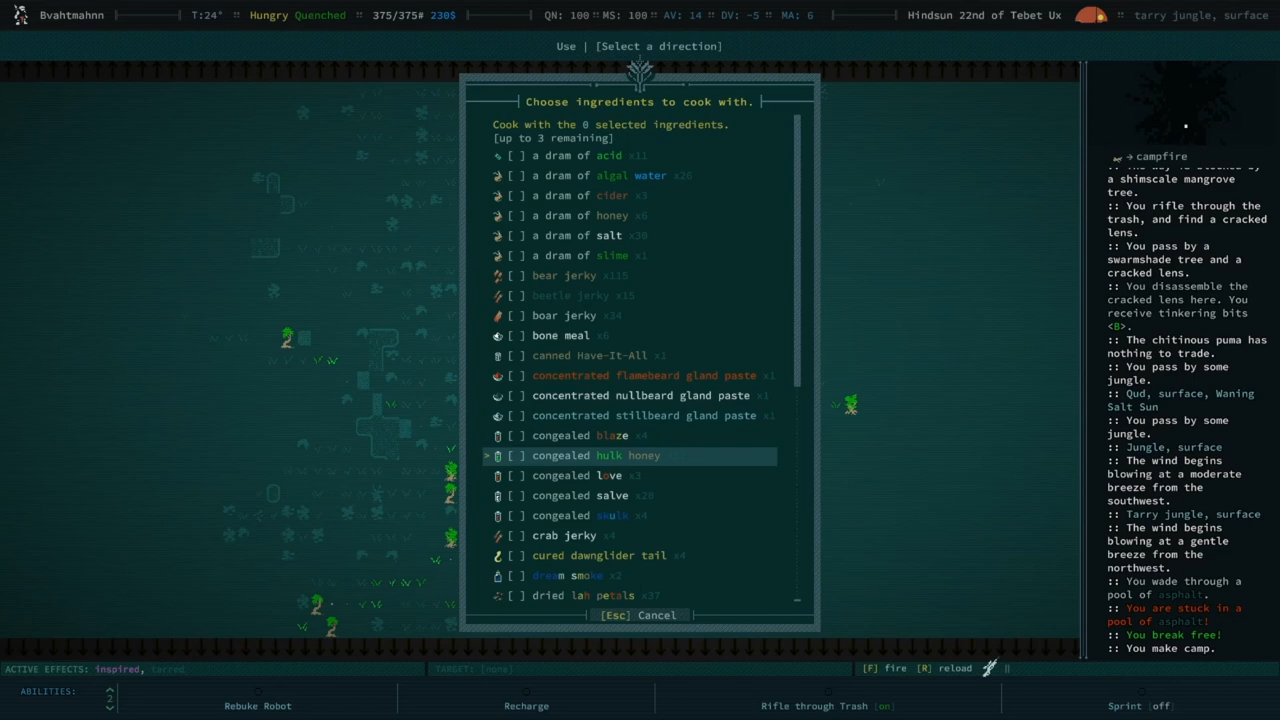 Bvahtmahnn T:24° :: Hungry Quenched :: 375/375# 230$ QN: 100 :: MS: 100 :: AV: 14 :: DV: -5 :: MA: 6 Hindsun 22nd of Tebet Ux :: tarry jungle, surface
Use | [Select a direction]
Choose ingredients to cook with.
Cook with the 0 selected ingredients.
[up to 3 remaining]
[ ] a dram of acid x11
[ ] a dram of algal water x26
[ ] a dram of cider x3
[ ] a dram of honey x6
[ ] a dram of salt x30
[ ] a dram of slime x1
[ ] bear jerky x115
[ ] beetle jerky x15
[ ] boar jerky x34
[ ] bone meal x6
[ ] canned Have-It-All x1
[ ] concentrated flamebeard gland paste x1
[ ] concentrated nullbeard gland paste x1
[ ] concentrated stillbeard gland paste x1
[ ] congealed blaze x4
> [ ] congealed hulk honey
[ ] congealed love x3
[ ] congealed salve x20
[ ] congealed skulk x4
[ ] crab jerky x4
[ ] cured dawnglider tail x4
[ ] dream smoke x2
[ ] dried lah petals x37
[Esc] Cancel
→ campfire
:: The way is blocked by
a shimscale mangrove
tree.
:: You rifle through the
trash, and find a cracked
lens.
:: You pass by a
swarmshade tree and a
cracked lens.
:: You disassemble the
cracked lens here. You
receive tinkering bits
<B>.
:: The chitinous puma has
nothing to trade.
:: You pass by some
jungle.
:: Qud, surface, Waning
Salt Sun
:: You pass by some
jungle.
:: Jungle, surface
:: The wind begins
blowing at a moderate
breeze from the
southwest.
:: Tarry jungle, surface
:: The wind begins
blowing at a gentle
breeze from the
northwest.
:: You wade through a
pool of asphalt.
:: You are stuck in a
pool of asphalt!
:: You break free!
:: You make camp.
ACTIVE EFFECTS: inspired, tarred
TARGET: [none]
[F] fire [R] reload
ABILITIES:
2
Rebuke Robot
Recharge
Rifle through Trash [on]
Sprint [off]